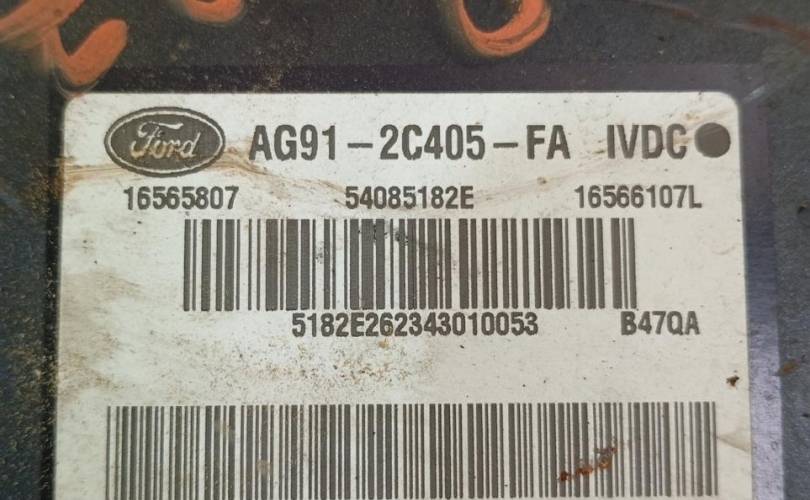 Ford AG91-2C405-FA IVDC
16565807 54085182E 16566107L
5182E262343010053 B47QA